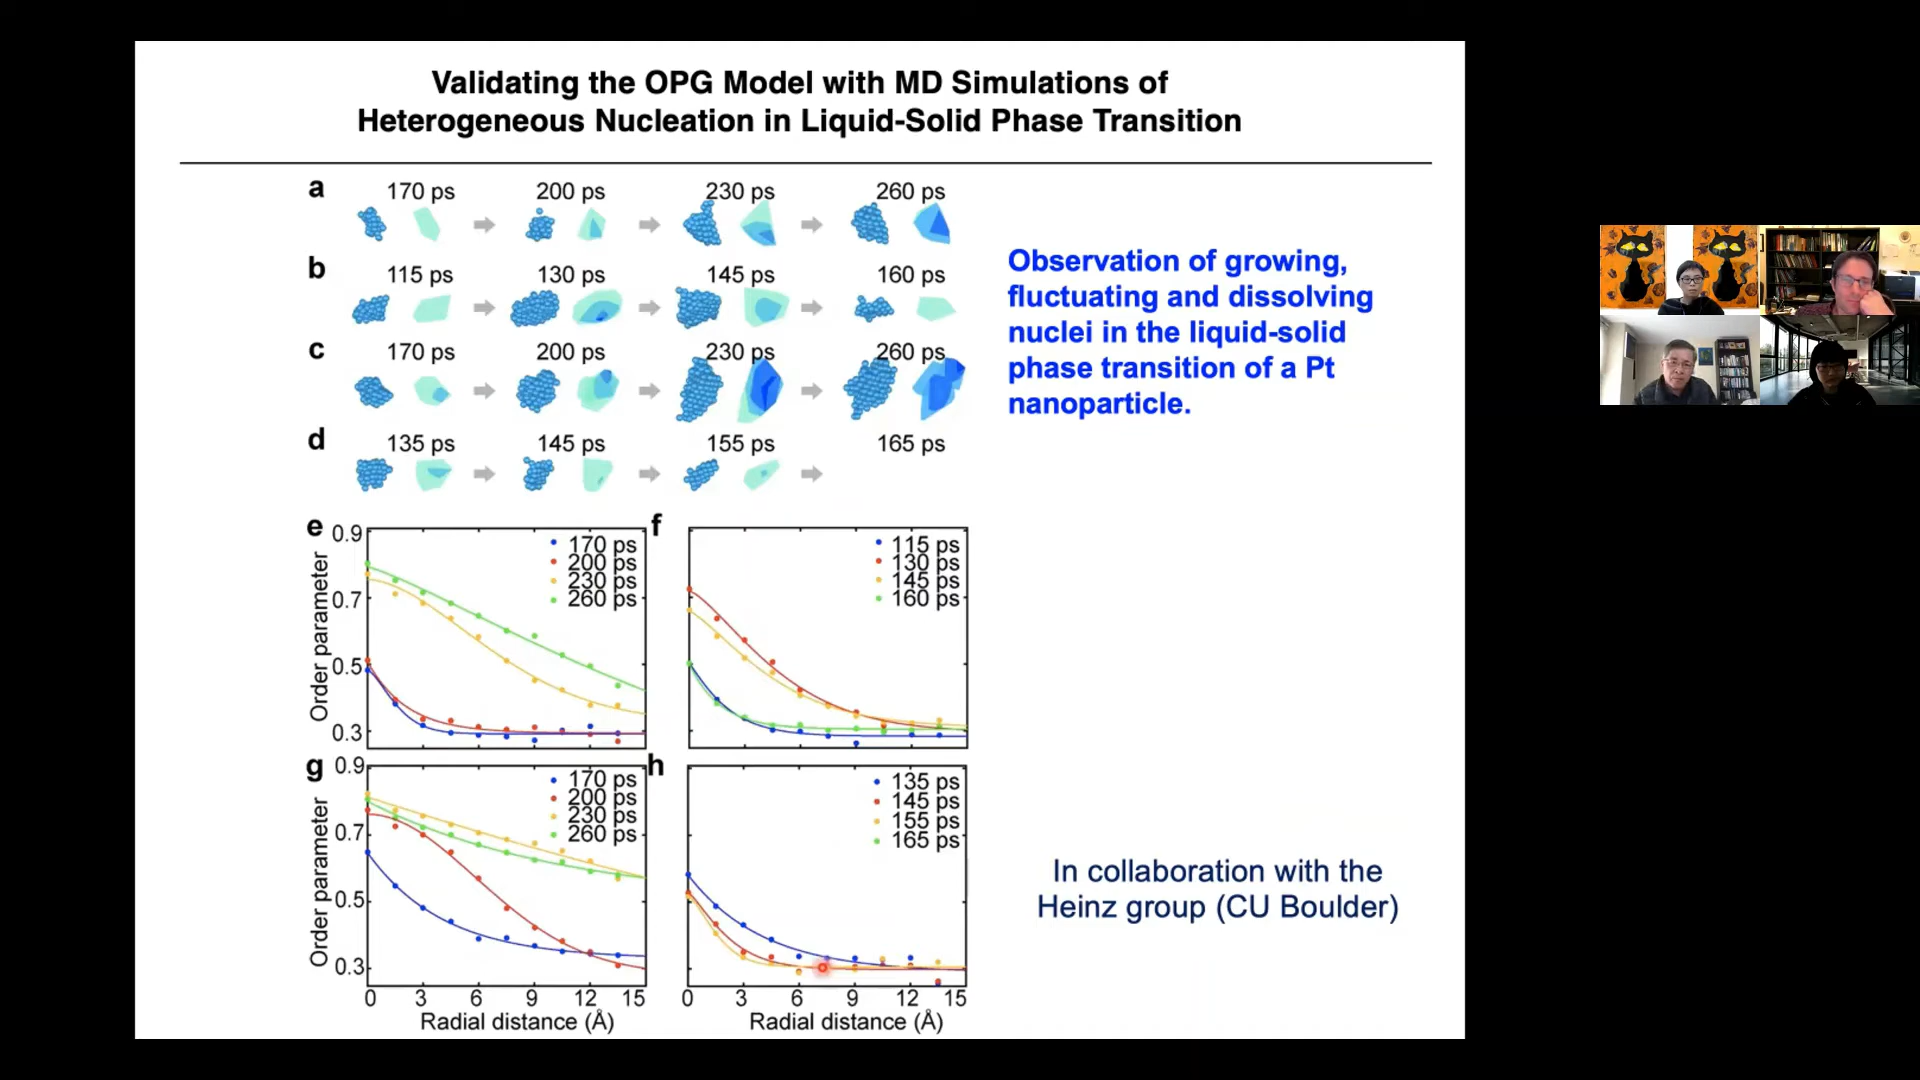 Validating the OPG Model with MD Simulations of
Heterogeneous Nucleation in Liquid-Solid Phase Transition
a 170 ps 200 ps 230 ps 260 ps
b 115 ps 130 ps 145 ps 160 ps
c 170 ps 200 ps 230 ps 260 ps
d 135 ps 145 ps 155 ps 165 ps
Observation of growing,
fluctuating and dissolving
nuclei in the liquid-solid
phase transition of a Pt
nanoparticle.
e
Order parameter
0.9
0.7
0.5
0.3
170 ps
200 ps
230 ps
260 ps
f
115 ps
130 ps
145 ps
160 ps
g
Order parameter
0.9
0.7
0.5
0.3
170 ps
200 ps
230 ps
260 ps
0 3 6 9 12 15
Radial distance (Å)
h
135 ps
145 ps
155 ps
165 ps
0 3 6 9 12 15
Radial distance (Å)
In collaboration with the
Heinz group (CU Boulder)